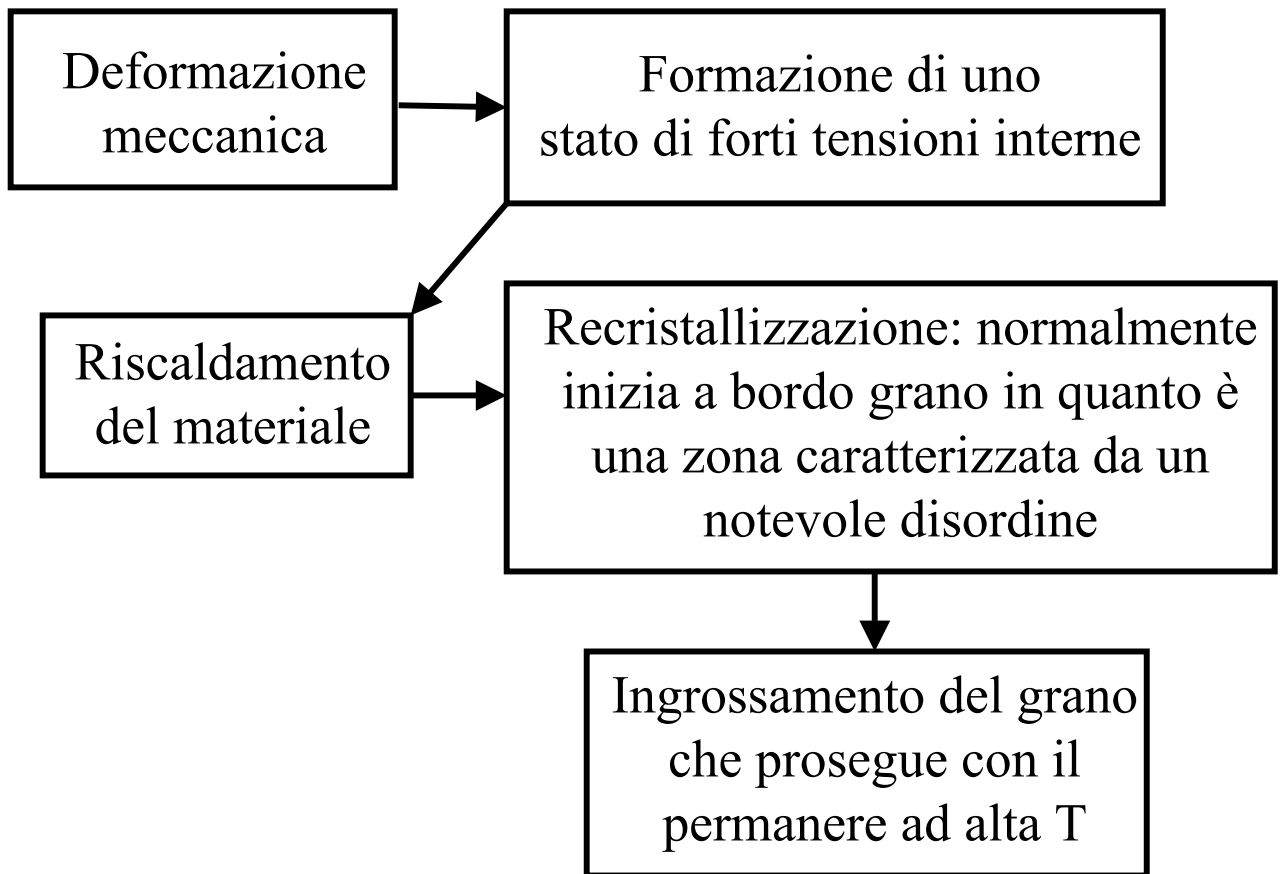 Deformazione
meccanica
Formazione di uno
stato di forti tensioni interne
Riscaldamento
del materiale
Recristallizzazione: normalmente
inizia a bordo grano in quanto è
una zona caratterizzata da un
notevole disordine
Ingrossamento del grano
che prosegue con il
permanere ad alta T